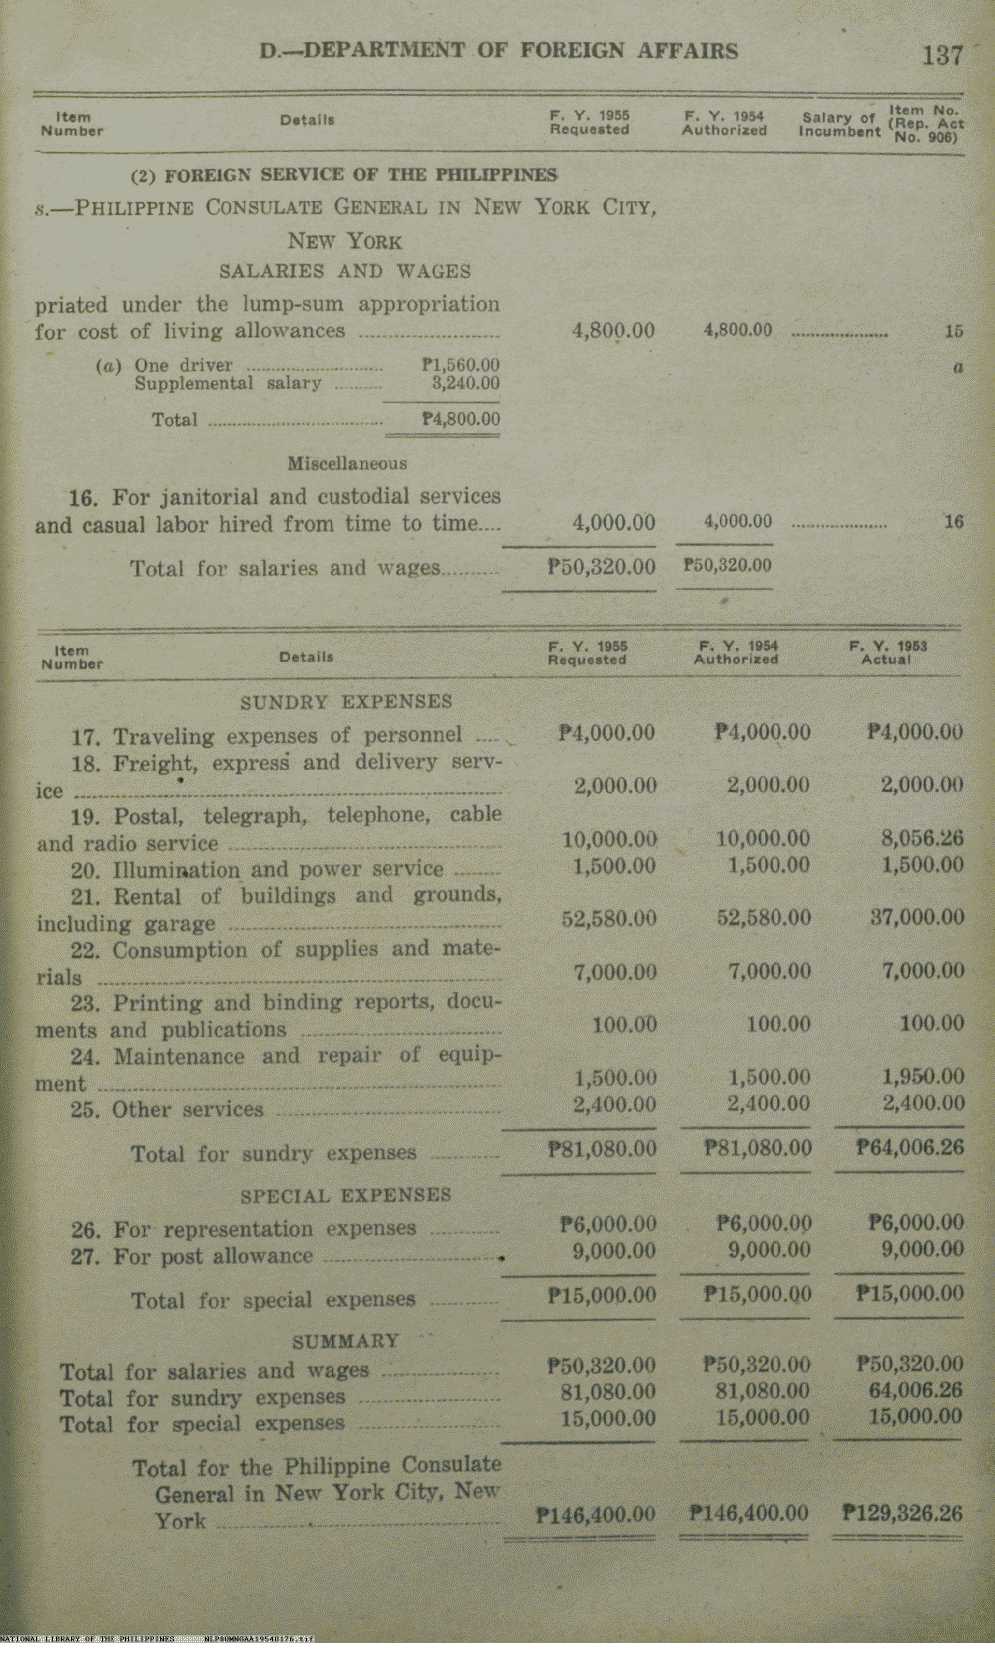 D.—DEPARTMENT OF FOREIGN AFFAIRS 137
Item Number Details F. Y. 1955 Requested F. Y. 1954 Authorized Salary of Incumbent Item No. (Rep. Act No. 906)
(2) FOREIGN SERVICE OF THE PHILIPPINES
s.—PHILIPPINE CONSULATE GENERAL IN NEW YORK CITY,
NEW YORK
SALARIES AND WAGES
priated under the lump-sum appropriation
for cost of living allowances .......... 4,800.00 4,800.00 .......... 15
(a) One driver .......... ₱1,560.00 a
Supplemental salary .......... 3,240.00
Total .......... ₱4,800.00
Miscellaneous
16. For janitorial and custodial services
and casual labor hired from time to time.... 4,000.00 4,000.00 .......... 16
Total for salaries and wages.......... ₱50,320.00 ₱50,320.00
Item Number Details F. Y. 1955 Requested F. Y. 1954 Authorized F. Y. 1953 Actual
SUNDRY EXPENSES
17. Traveling expenses of personnel .... ₱4,000.00 ₱4,000.00 ₱4,000.00
18. Freight, express and delivery serv-
ice .......... 2,000.00 2,000.00 2,000.00
19. Postal, telegraph, telephone, cable
and radio service .......... 10,000.00 10,000.00 8,056.26
20. Illumination and power service .......... 1,500.00 1,500.00 1,500.00
21. Rental of buildings and grounds,
including garage .......... 52,580.00 52,580.00 37,000.00
22. Consumption of supplies and mate-
rials .......... 7,000.00 7,000.00 7,000.00
23. Printing and binding reports, docu-
ments and publications .......... 100.00 100.00 100.00
24. Maintenance and repair of equip-
ment .......... 1,500.00 1,500.00 1,950.00
25. Other services .......... 2,400.00 2,400.00 2,400.00
Total for sundry expenses .......... ₱81,080.00 ₱81,080.00 ₱64,006.26
SPECIAL EXPENSES
26. For representation expenses .......... ₱6,000.00 ₱6,000.00 ₱6,000.00
27. For post allowance .......... 9,000.00 9,000.00 9,000.00
Total for special expenses .......... ₱15,000.00 ₱15,000.00 ₱15,000.00
SUMMARY
Total for salaries and wages .......... ₱50,320.00 ₱50,320.00 ₱50,320.00
Total for sundry expenses .......... 81,080.00 81,080.00 64,006.26
Total for special expenses .......... 15,000.00 15,000.00 15,000.00
Total for the Philippine Consulate
General in New York City, New
York .......... ₱146,400.00 ₱146,400.00 ₱129,326.26
NATIONAL LIBRARY OF THE PHILIPPINES NLP80MNGAA19540176.tif